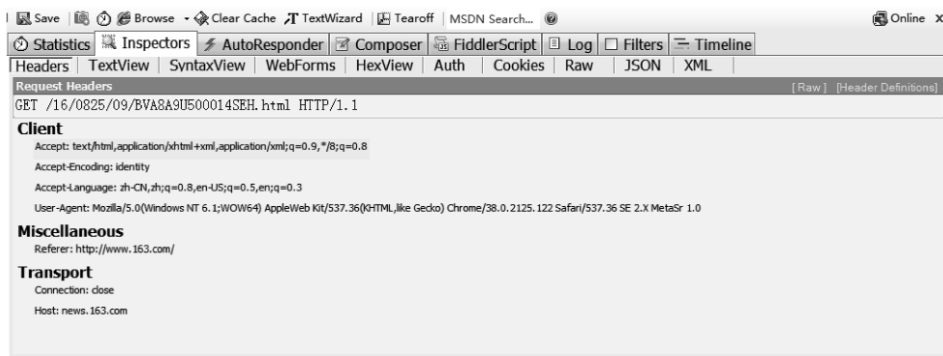 Save Browse Clear Cache TextWizard Tearoff MSDN Search... Online x
Statistics Inspectors AutoResponder Composer FiddlerScript Log Filters Timeline
Headers TextView SyntaxView WebForms HexView Auth Cookies Raw JSON XML
Request Headers [Raw] [Header Definitions]
GET /16/0825/09/BVA8A9U500014SEH.html HTTP/1.1
Client
Accept: text/html,application/xhtml+xml,application/xml;q=0.9,*/8;q=0.8
Accept-Encoding: identity
Accept-Language: zh-CN,zh;q=0.8,en-US;q=0.5,en;q=0.3
User-Agent: Mozilla/5.0(Windows NT 6.1;WOW64) AppleWeb Kit/537.36(KHTML,like Gecko) Chrome/38.0.2125.122 Safari/537.36 SE 2.X MetaSr 1.0
Miscellaneous
Referer: http://www.163.com/
Transport
Connection: close
Host: news.163.com